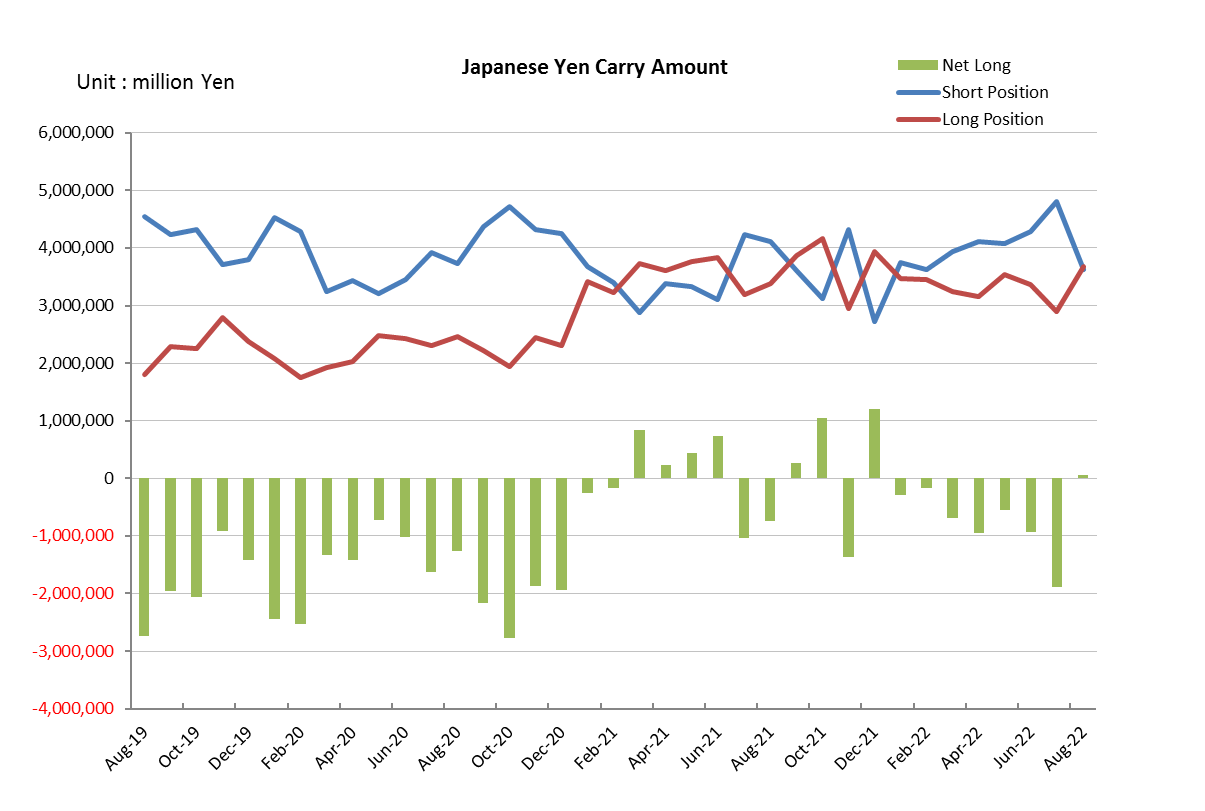 Japanese Yen Carry Amount
Unit : million Yen
Net Long
Short Position
Long Position
6,000,000
5,000,000
4,000,000
3,000,000
2,000,000
1,000,000
0
-1,000,000
-2,000,000
-3,000,000
-4,000,000
Aug-19
Oct-19
Dec-19
Feb-20
Apr-20
Jun-20
Aug-20
Oct-20
Dec-20
Feb-21
Apr-21
Jun-21
Aug-21
Oct-21
Dec-21
Feb-22
Apr-22
Jun-22
Aug-22